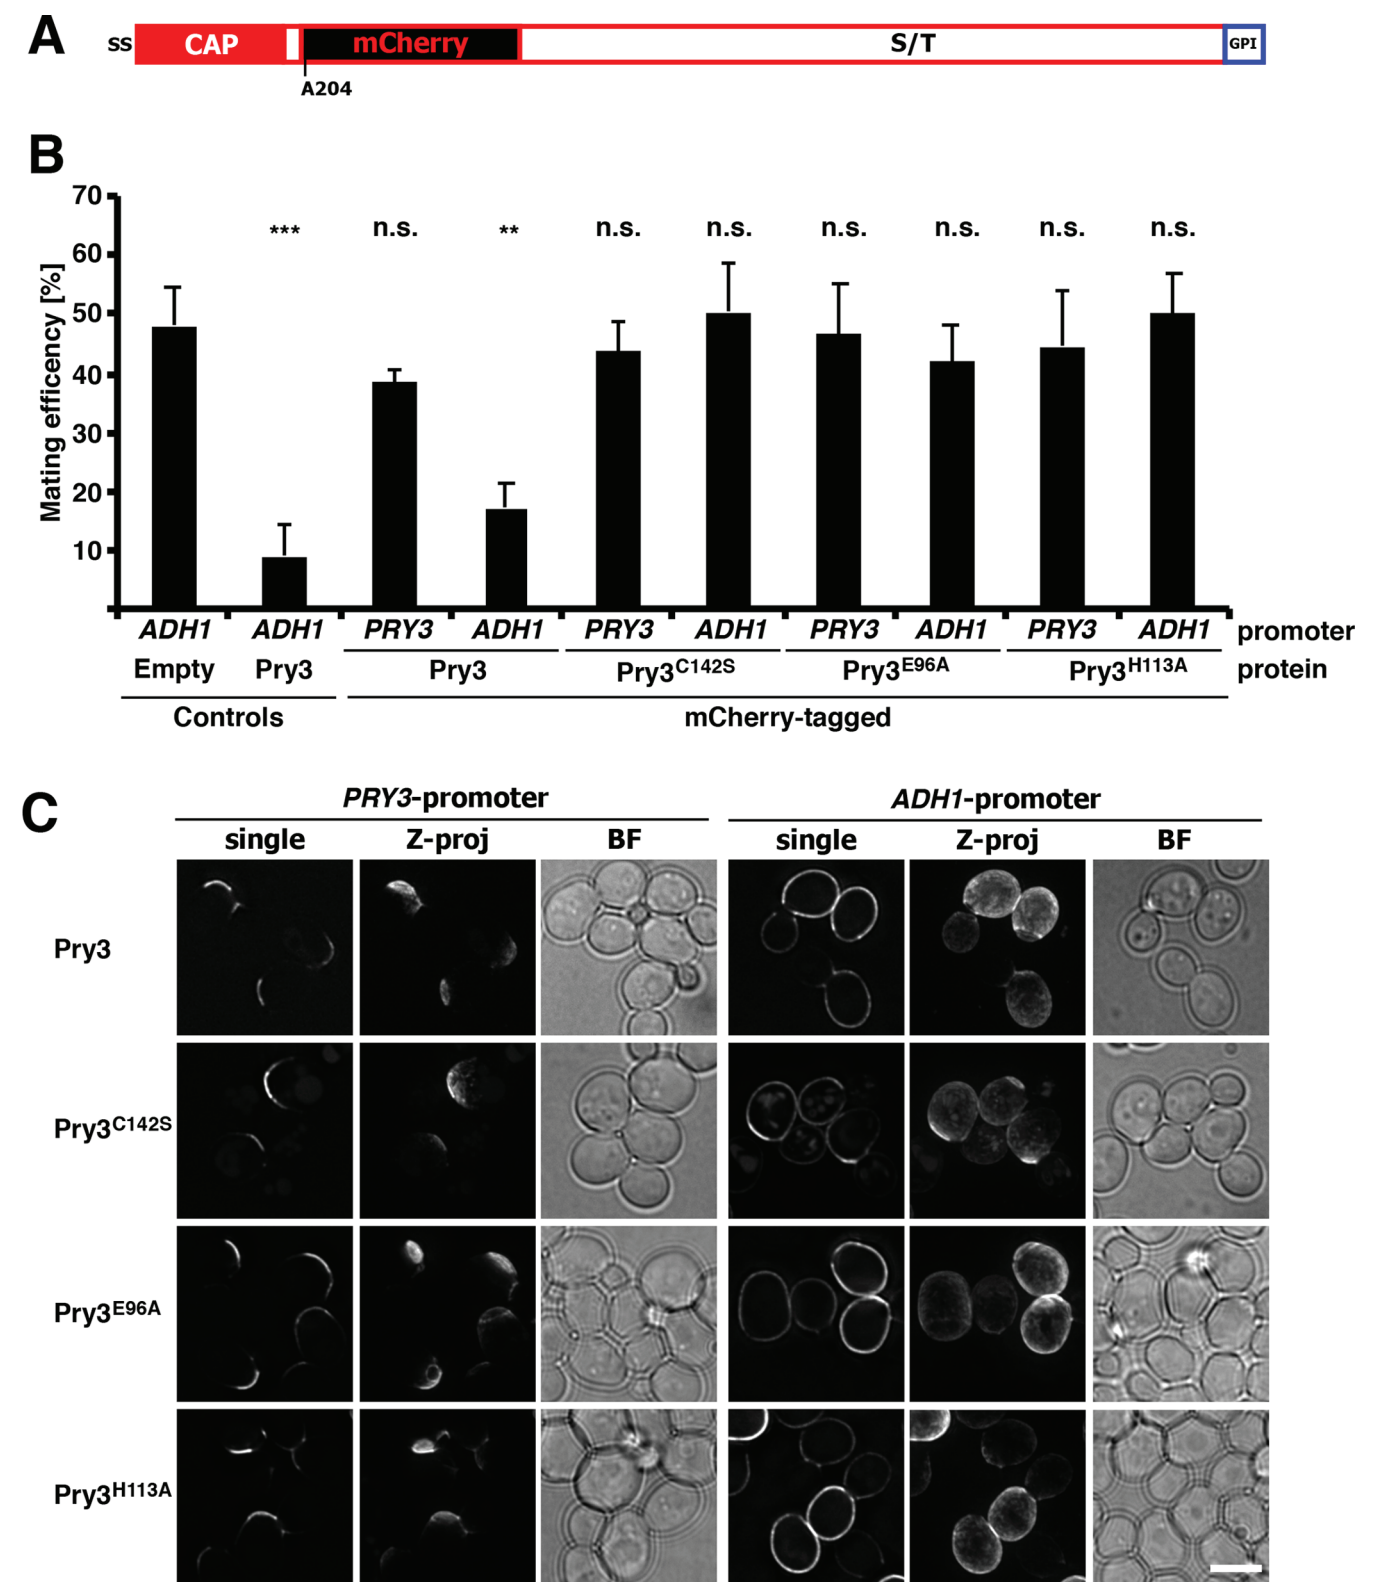 A
ss CAP mCherry S/T GPI
A204
B
70
60
50
40
30
20
10
Mating efficency [%]
*** n.s. ** n.s. n.s. n.s. n.s. n.s. n.s.
ADH1 ADH1 PRY3 ADH1 PRY3 ADH1 PRY3 ADH1 PRY3 ADH1 promoter
Empty Pry3 Pry3 Pry3C142S Pry3E96A Pry3H113A protein
Controls mCherry-tagged
C
PRY3-promoter ADH1-promoter
single Z-proj BF single Z-proj BF
Pry3
Pry3C142S
Pry3E96A
Pry3H113A